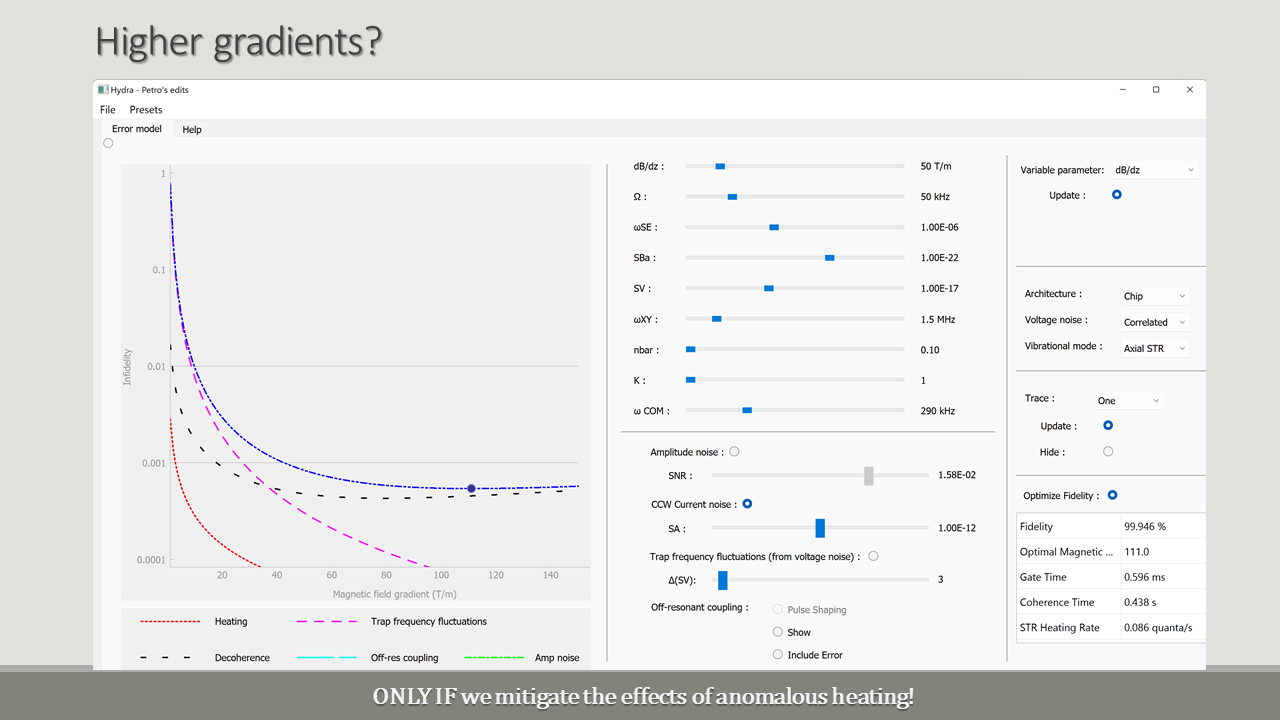 Higher gradients?
Hydra - Petro's edits
File Presets
Error model Help
1
0.1
0.01
0.001
0.0001
Infidelity
20 40 60 80 100 120 140
Magnetic field gradient (T/m)
Heating Trap frequency fluctuations
Decoherence Off-res coupling Amp noise
dB/dz : 50 T/m
Ω : 50 kHz
ωSE : 1.00E-06
SBa : 1.00E-22
SV : 1.00E-17
ωXY : 1.5 MHz
nbar : 0.10
K : 1
ω COM : 290 kHz
Amplitude noise :
SNR : 1.58E-02
CCW Current noise :
SA : 1.00E-12
Trap frequency fluctuations (from voltage noise) :
Δ(SV): 3
Off-resonant coupling : Pulse Shaping
Show
Include Error
Variable parameter: dB/dz
Update :
Architecture : Chip
Voltage noise : Correlated
Vibrational mode : Axial STR
Trace : One
Update :
Hide :
Optimize Fidelity :
Fidelity 99.946 %
Optimal Magnetic ... 111.0
Gate Time 0.596 ms
Coherence Time 0.438 s
STR Heating Rate 0.086 quanta/s
ONLY IF we mitigate the effects of anomalous heating!